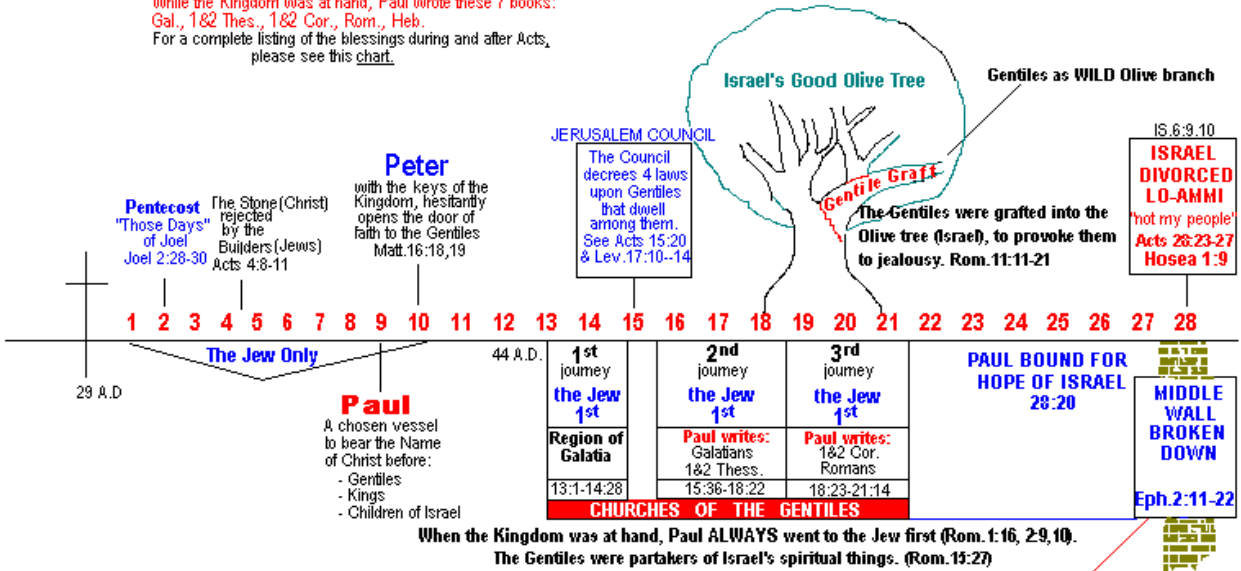 While the Kingdom was at hand, Paul wrote these 7 books:
Gal., 1&2 Thes., 1&2 Cor., Rom., Heb.
For a complete listing of the blessings during and after Acts,
please see this chart.
Israel's Good Olive Tree
Gentiles as WILD Olive branch
Gentile Graft
The Gentiles were grafted into the
Olive tree (Israel), to provoke them
to jealousy. Rom.11:11-21
IS.6:9.10
ISRAEL
DIVORCED
LO-AMMI
"not my people"
Acts 28:23-27
Hosea 1:9
JERUSALEM COUNCIL
The Council
decrees 4 laws
upon Gentiles
that dwell
among them.
See Acts 15:20
& Lev.17:10--14
Peter
with the keys of the
Kingdom, hesitantly
opens the door of
faith to the Gentiles
Matt.16:18,19
Pentecost
"Those Days"
of Joel
Joel 2:28-30
The Stone(Christ)
rejected
by the
Builders(Jews)
Acts 4:8-11
1 2 3 4 5 6 7 8 9 10 11 12 13 14 15 16 17 18 19 20 21 22 23 24 25 26 27 28
29 A.D
The Jew Only
44 A.D.
Paul
A chosen vessel
to bear the Name
of Christ before:
- Gentiles
- Kings
- Children of Israel
1st
journey
the Jew
1st
Region of
Galatia
13:1-14:28
2nd
journey
the Jew
1st
Paul writes:
Galatians
1&2 Thess.
15:36-18:22
3rd
journey
the Jew
1st
Paul writes:
1&2 Cor.
Romans
18:23-21:14
CHURCHES OF THE GENTILES
PAUL BOUND FOR
HOPE OF ISRAEL
28:20
MIDDLE
WALL
BROKEN
DOWN
Eph.2:11-22
When the Kingdom was at hand, Paul ALWAYS went to the Jew first (Rom.1:16, 2:9,10).
The Gentiles were partakers of Israel's spiritual things. (Rom.15:27)